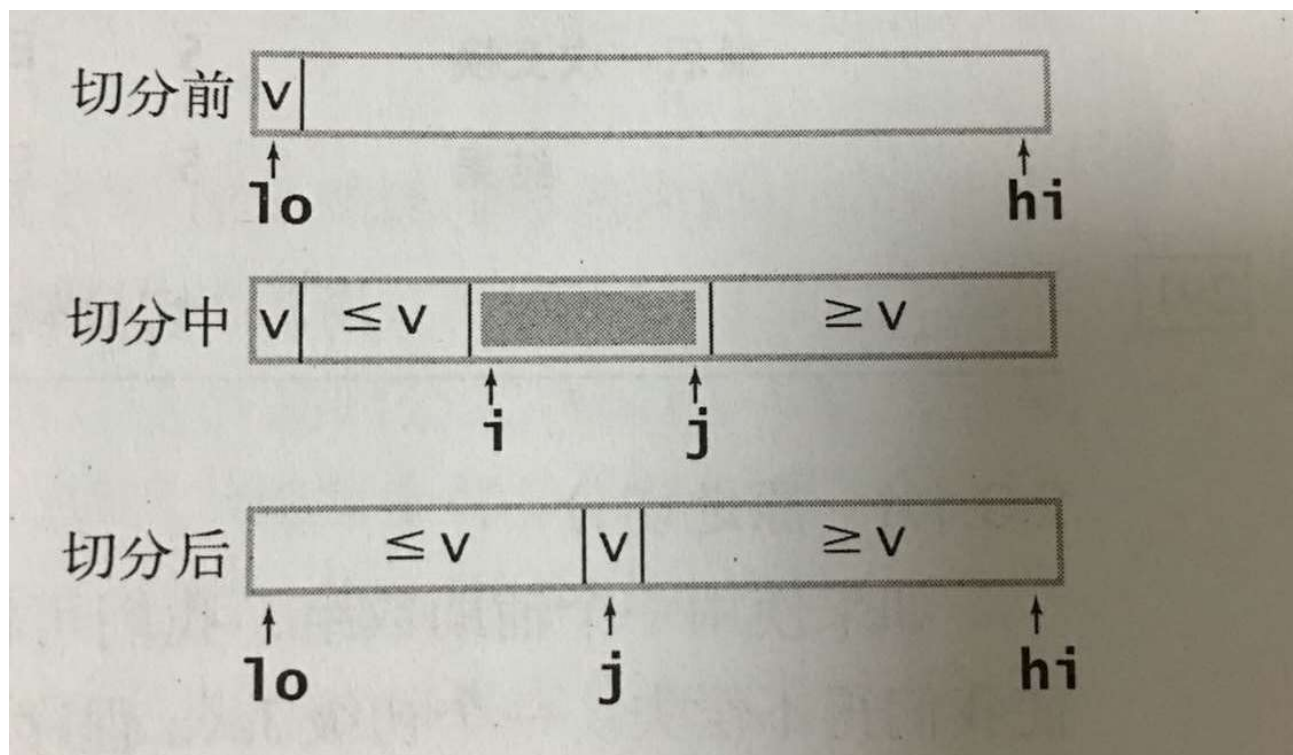 切分前 v
lo hi
切分中 v ≤ v ≥ v
i j
切分后 ≤ v v ≥ v
lo j hi